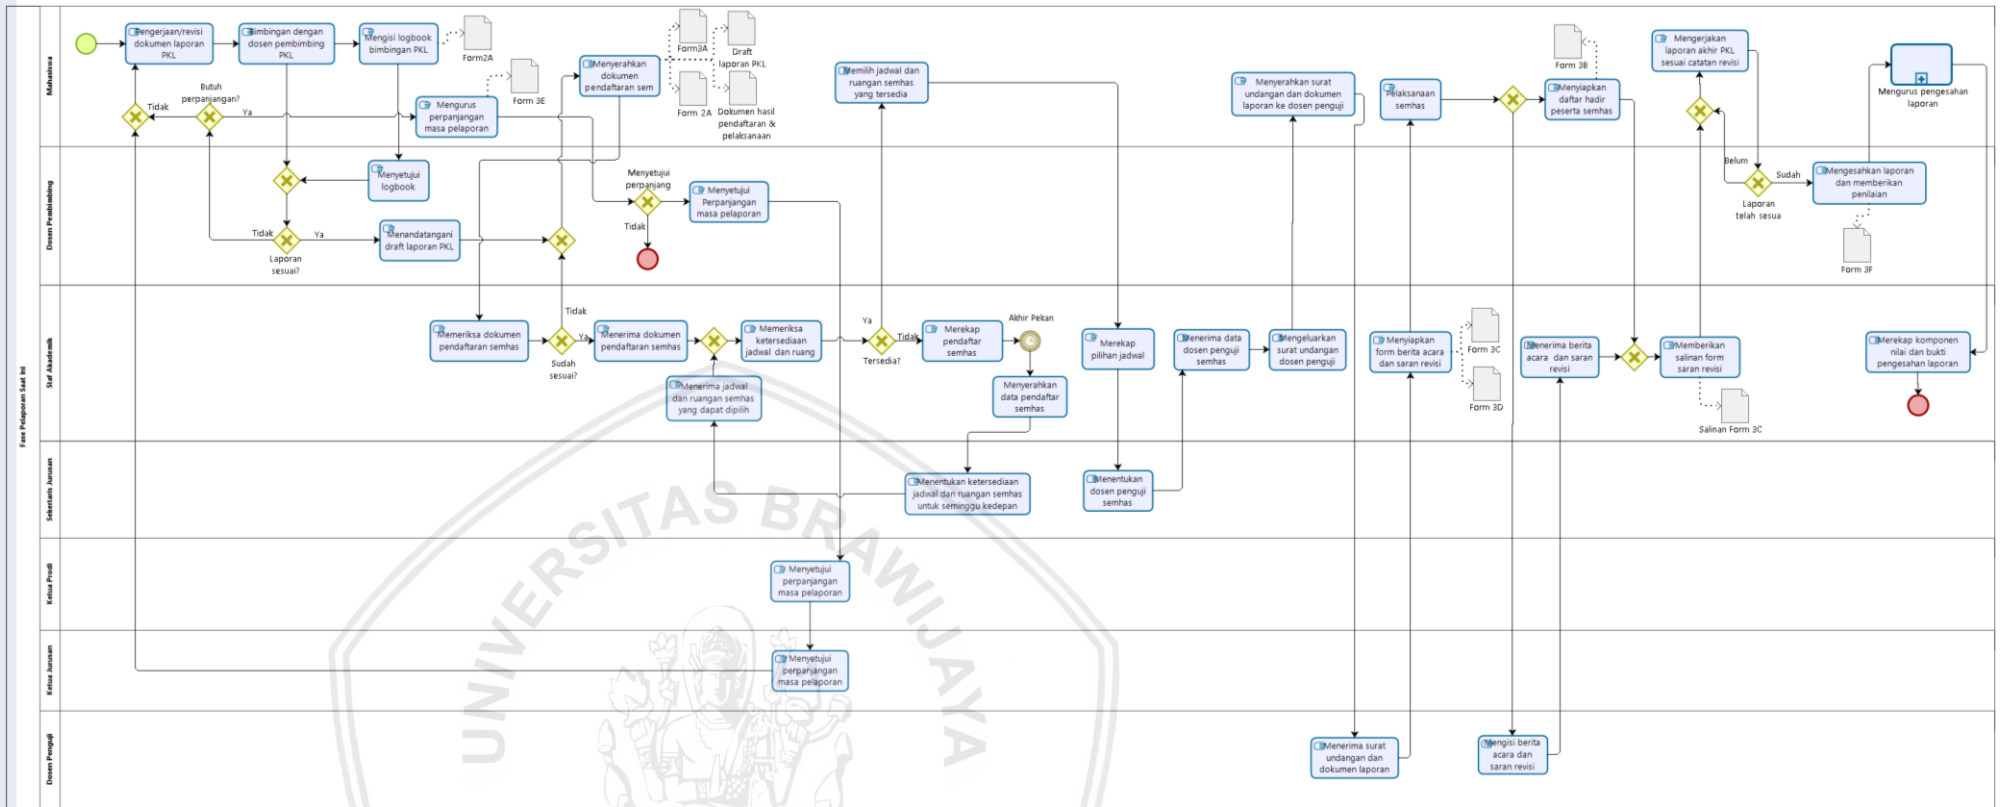 Fase Pelaporan Saat Ini
Mahasiswa
Pengerjaan/revisi
dokumen laporan
PKL
Bimbingan dengan
dosen pembimbing
PKL
Mengisi logbook
bimbingan PKL
Form2A
Form 3E
Butuh
perpanjangan?
Tidak
Ya
Mengurus
perpanjangan
masa pelaporan
Menyerahkan
dokumen
pendaftaran sem
Form3A
Draft
laporan PKL
Form 2A
Dokumen hasil
pendaftaran &
pelaksanaan
Memilih jadwal dan
ruangan semhas
yang tersedia
Menyerahkan surat
undangan dan dokumen
laporan ke dosen penguji
Pelaksanaan
semhas
Form 3B
Menyiapkan
daftar hadir
peserta semhas
Mengerjakan
laporan akhir PKL
sesuai catatan revisi
Mengurus pengesahan
laporan
Dosen Pembimbing
Menyetujui
logbook
Tidak
Ya
Laporan
sesuai?
Menandatangani
draft laporan PKL
Menyetujui
perpanjang
Tidak
Menyetujui
Perpanjangan
masa pelaporan
Belum
Sudah
Laporan
telah sesua
Mengesahkan laporan
dan memberikan
penilaian
Form 3F
Staf Akademik
Memeriksa dokumen
pendaftaran semhas
Tidak
Ya
Sudah
sesuai?
Menerima dokumen
pendaftaran semhas
Memeriksa
ketersediaan
jadwal dan ruang
Menerima jadwal
dan ruangan semhas
yang dapat dipilih
Ya
Tidak
Tersedia?
Merekap
pendaftar
semhas
Akhir Pekan
Menyerahkan
data pendaftar
semhas
Merekap
pilihan jadwal
Menerima data
dosen penguji
semhas
Mengeluarkan
surat undangan
dosen penguji
Menyiapkan
form berita acara
dan saran revisi
Form 3C
Form 3D
Menerima berita
acara dan saran
revisi
Memberikan
salinan form
saran revisi
Salinan Form 3C
Merekap komponen
nilai dan bukti
pengesahan laporan
Sekertaris Jurusan
Menentukan ketersediaan
jadwal dan ruangan semhas
untuk seminggu kedepan
Menentukan
dosen penguji
semhas
Ketua Prodi
Menyetujui
perpanjangan
masa pelaporan
Ketua Jurusan
Menyetujui
perpanjangan
masa pelaporan
Dosen Penguji
Menerima surat
undangan dan
dokumen laporan
Mengisi berita
acara dan
saran revisi
UNIVERSITAS BRAWIJAYA